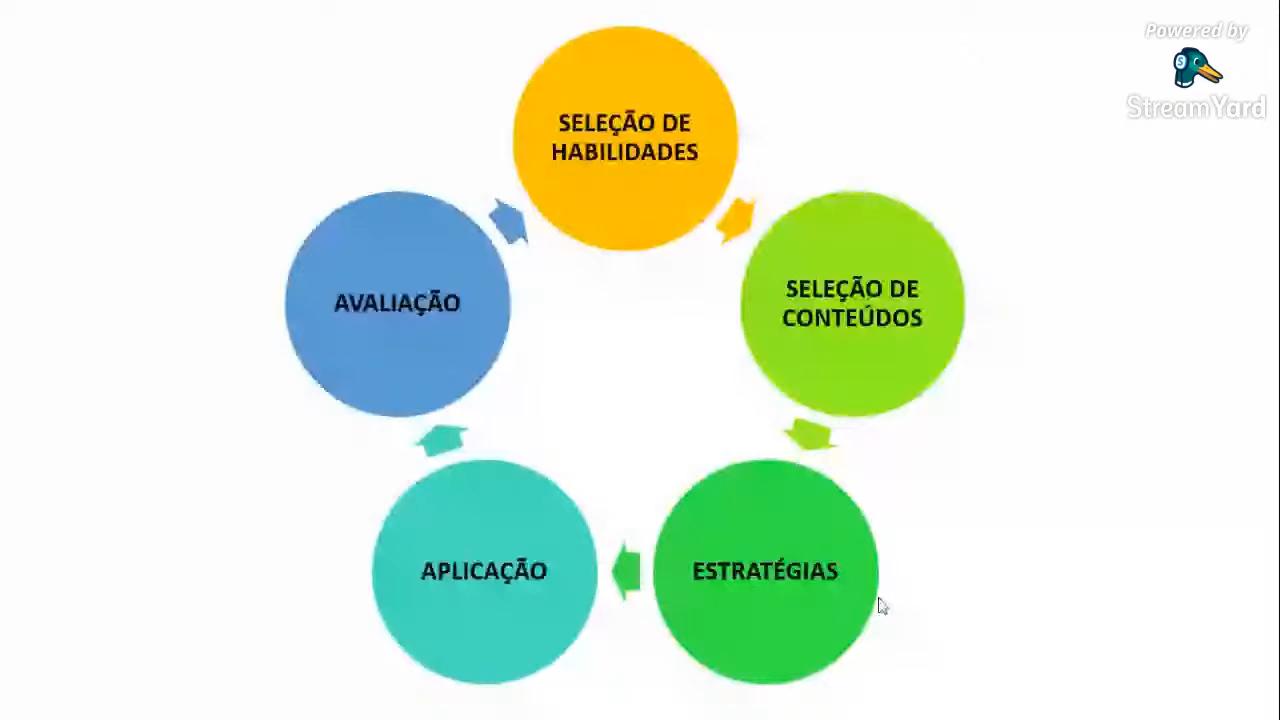 Powered by
StreamYard
SELEÇÃO DE
HABILIDADES
SELEÇÃO DE
CONTEÚDOS
ESTRATÉGIAS
APLICAÇÃO
AVALIAÇÃO